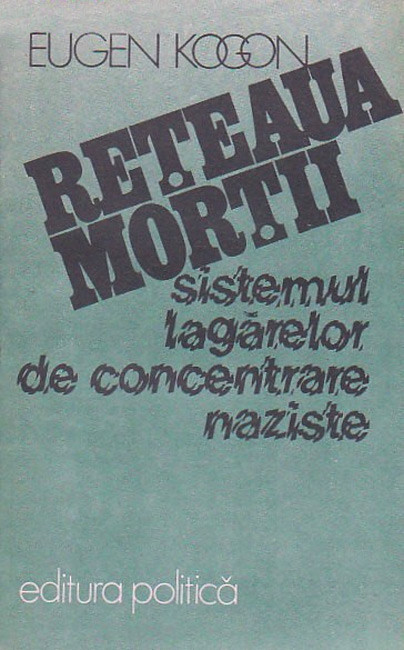 EUGEN KOGON
REȚEAUA
MORȚII
sistemul
lagărelor
de concentrare
naziste
editura politică